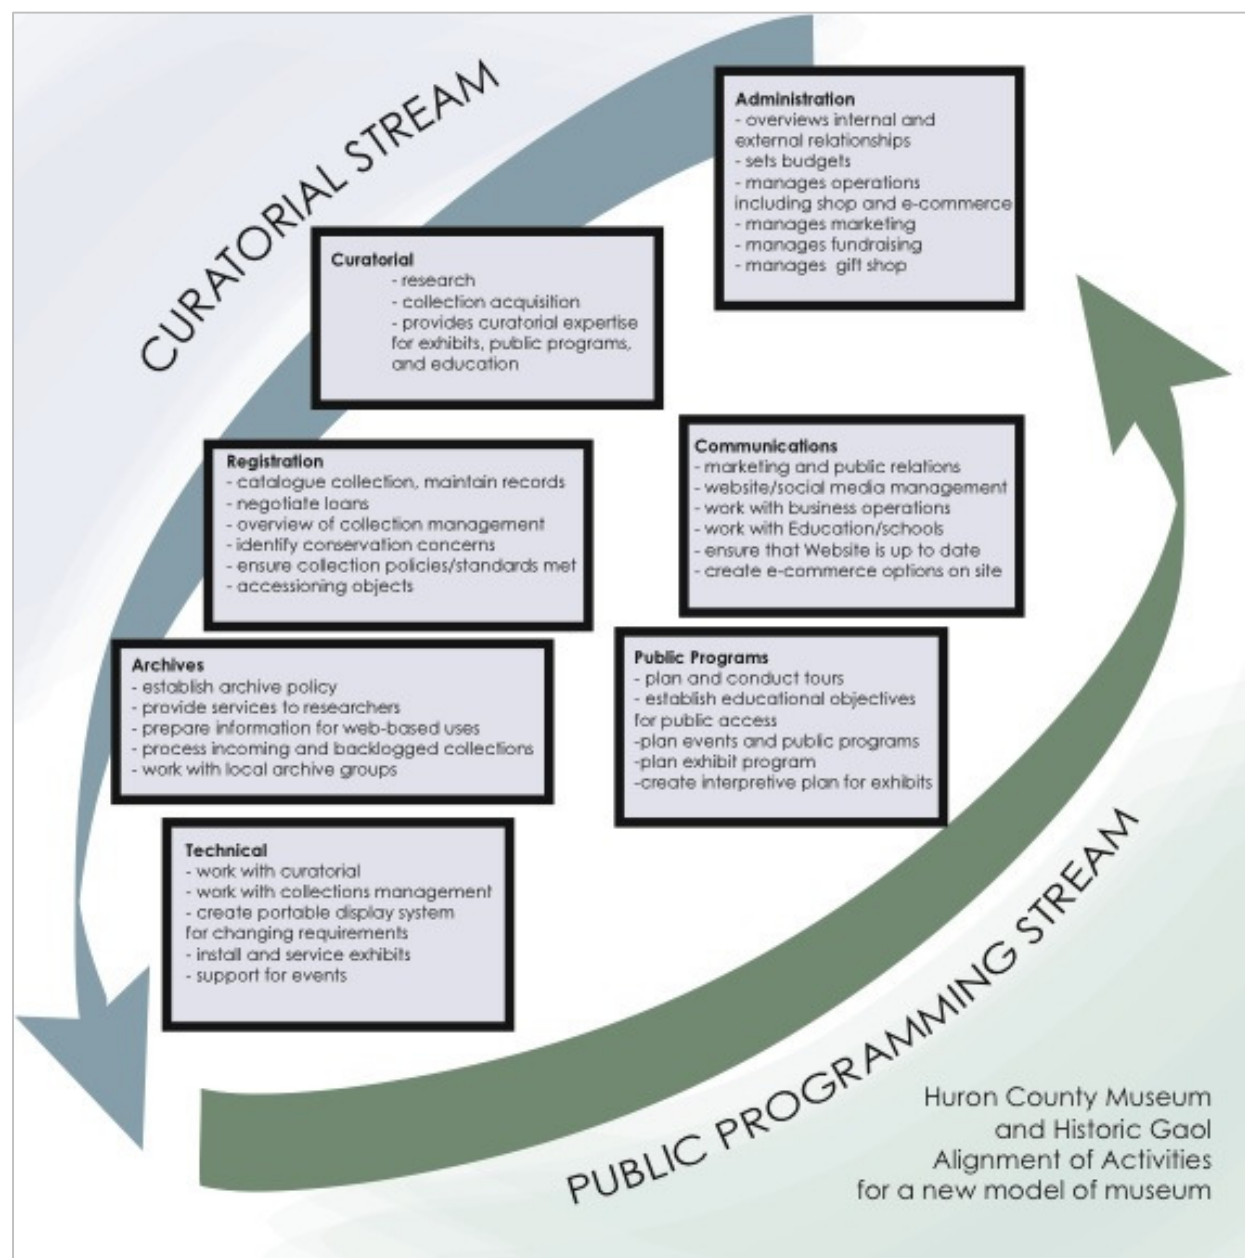 CURATORIAL STREAM
Administration
- overviews internal and
external relationships
- sets budgets
- manages operations
including shop and e-commerce
- manages marketing
- manages fundraising
- manages  gift shop
Curatorial
- research
- collection acquisition
- provides curatorial expertise
for exhibits, public programs,
and education
Registration
- catalogue collection, maintain records
- negotiate loans
- overview of collection management
- identify conservation concerns
- ensure collection policies/standards met
- accessioning objects
Communications
- marketing and public relations
- website/social media management
- work with business operations
- work with Education/schools
- ensure that Website is up to date
- create e-commerce options on site
Archives
- establish archive policy
- provide services to researchers
- prepare information for web-based uses
- process incoming and backlogged collections
- work with local archive groups
Public Programs
- plan and conduct tours
- establish educational objectives
for public access
-plan events and public programs
-plan exhibit program
-create interpretive plan for exhibits
Technical
- work with curatorial
- work with collections management
- create portable display system
for changing requirements
- install and service exhibits
- support for events
PUBLIC PROGRAMMING STREAM
Huron County Museum
and Historic Gaol
Alignment of Activities
for a new model of museum